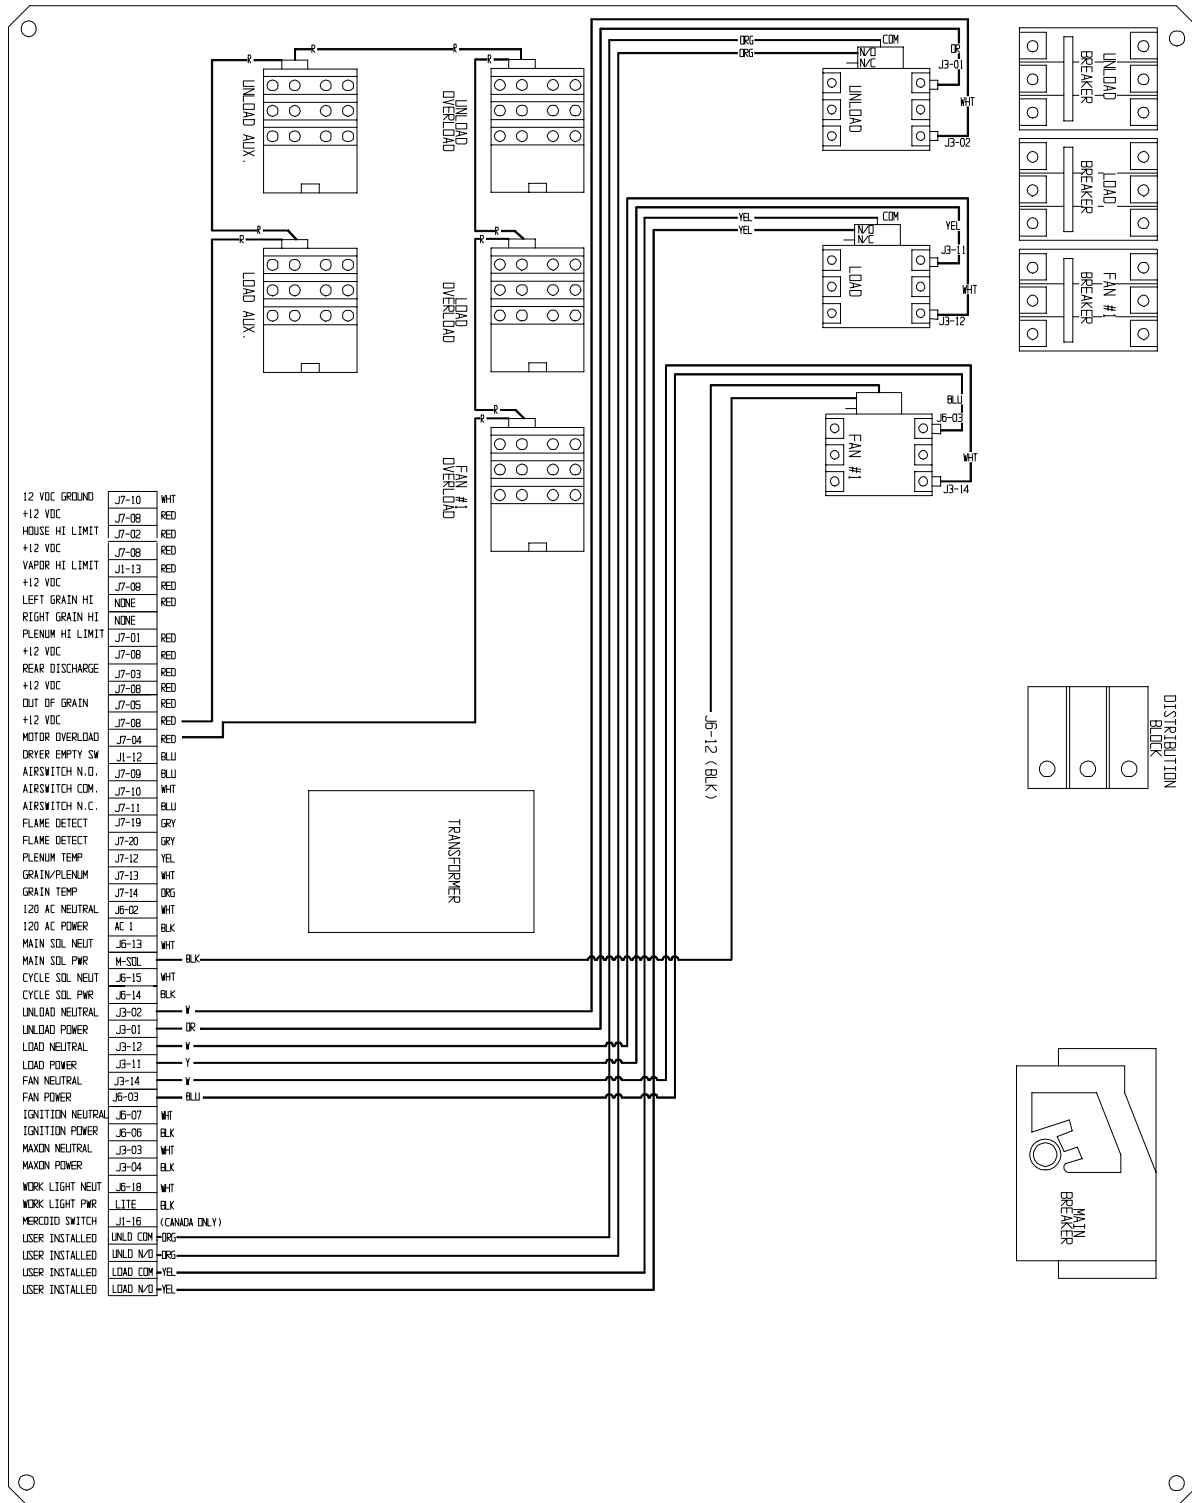 R
R
R
R
R
UNLOAD AUX.
UNLOAD
OVERLOAD
R
R
R
R
LOAD AUX.
LOAD
OVERLOAD
R
R
FAN #1
OVERLOAD
ORG
ORG
COM
N/O
N/C
OR
J3-01
UNLOAD
WHT
J3-02
YEL
YEL
COM
N/O
N/C
YEL
J3-11
LOAD
WHT
J3-12
BLU
J6-03
FAN #1
WHT
J3-14
UNLOAD
BREAKER
LOAD
BREAKER
FAN #1
BREAKER
J6-12 (BLK)
TRANSFORMER
DISTRIBUTION
BLOCK
MAIN
BREAKER
12 VDC GROUND J7-10 WHT
+12 VDC J7-08 RED
HOUSE HI LIMIT J7-02 RED
+12 VDC J7-08 RED
VAPOR HI LIMIT J1-13 RED
+12 VDC J7-08 RED
LEFT GRAIN HI NONE RED
RIGHT GRAIN HI NONE
PLENUM HI LIMIT J7-01 RED
+12 VDC J7-08 RED
REAR DISCHARGE J7-03 RED
+12 VDC J7-08 RED
OUT OF GRAIN J7-05 RED
+12 VDC J7-08 RED
MOTOR OVERLOAD J7-04 RED
DRYER EMPTY SW J1-12 BLU
AIRSWITCH N.O. J7-09 BLU
AIRSWITCH COM. J7-10 WHT
AIRSWITCH N.C. J7-11 BLU
FLAME DETECT J7-19 GRY
FLAME DETECT J7-20 GRY
PLENUM TEMP J7-12 YEL
GRAIN/PLENUM J7-13 WHT
GRAIN TEMP J7-14 ORG
120 AC NEUTRAL J6-02 WHT
120 AC POWER AC 1 BLK
MAIN SOL NEUT J6-13 WHT
MAIN SOL PWR M-SOL BLK
CYCLE SOL NEUT J6-15 WHT
CYCLE SOL PWR J6-14 BLK
UNLOAD NEUTRAL J3-02 W
UNLOAD POWER J3-01 OR
LOAD NEUTRAL J3-12 W
LOAD POWER J3-11 Y
FAN NEUTRAL J3-14 W
FAN POWER J6-03 BLU
IGNITION NEUTRAL J6-07 WHT
IGNITION POWER J6-06 BLK
MAXON NEUTRAL J3-03 WHT
MAXON POWER J3-04 BLK
WORK LIGHT NEUT J6-18 WHT
WORK LIGHT PWR LITE BLK
MERCOID SWITCH J1-16 (CANADA ONLY)
USER INSTALLED UNLD COM ORG
USER INSTALLED UNLD N/O ORG
USER INSTALLED LOAD COM YEL
USER INSTALLED LOAD N/O YEL